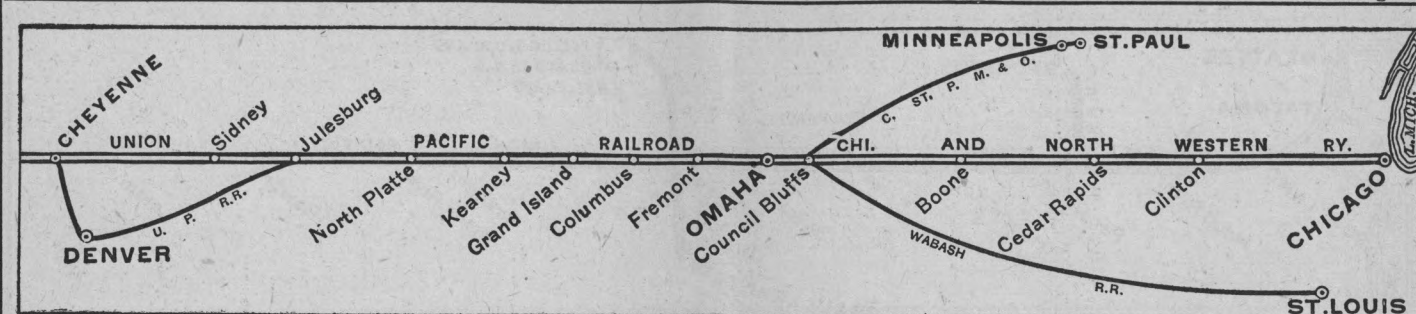 MINNEAPOLIS ST. PAUL
C. ST. P. M. & O.
CHEYENNE
UNION PACIFIC RAILROAD
CHI. AND NORTH WESTERN RY.
L. MICH.
Sidney
Julesburg
North Platte
Kearney
Grand Island
Columbus
Fremont
OMAHA
Council Bluffs
Boone
Cedar Rapids
Clinton
CHICAGO
U. P. R.R.
DENVER
WABASH R.R.
ST. LOUIS